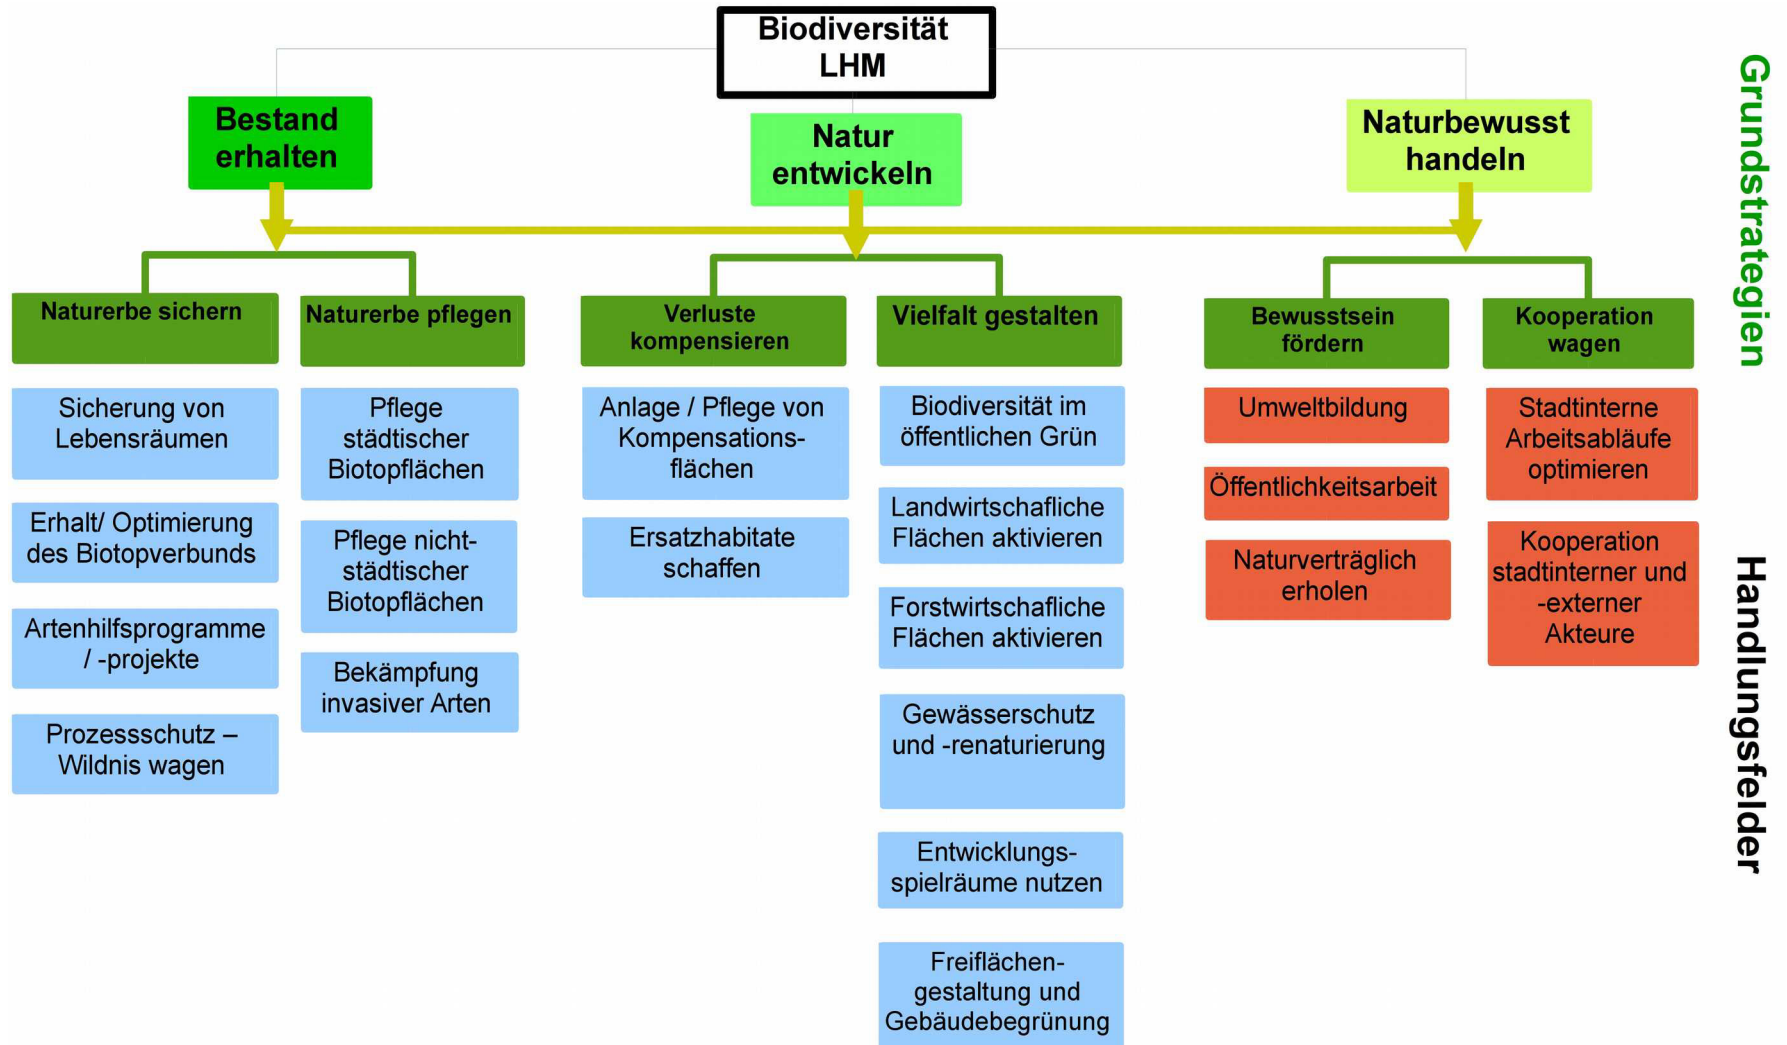 Biodiversität
LHM
Bestand
erhalten
Natur
entwickeln
Naturbewusst
handeln
Grundstrategien
Naturerbe sichern
Naturerbe pflegen
Verluste
kompensieren
Vielfalt gestalten
Bewusstsein
fördern
Kooperation
wagen
Handlungsfelder
Sicherung von
Lebensräumen
Erhalt/ Optimierung
des Biotopverbunds
Artenhilfsprogramme
/ -projekte
Prozessschutz –
Wildnis wagen
Pflege
städtischer
Biotopflächen
Pflege nicht-
städtischer
Biotopflächen
Bekämpfung
invasiver Arten
Anlage / Pflege von
Kompensations-
flächen
Ersatzhabitate
schaffen
Biodiversität im
öffentlichen Grün
Landwirtschafliche
Flächen aktivieren
Forstwirtschafliche
Flächen aktivieren
Gewässerschutz
und -renaturierung
Entwicklungs-
spielräume nutzen
Freiflächen-
gestaltung und
Gebäudebegrünung
Umweltbildung
Öffentlichkeitsarbeit
Naturverträglich
erholen
Stadtinterne
Arbeitsabläufe
optimieren
Kooperation
stadtinterner und
-externer
Akteure